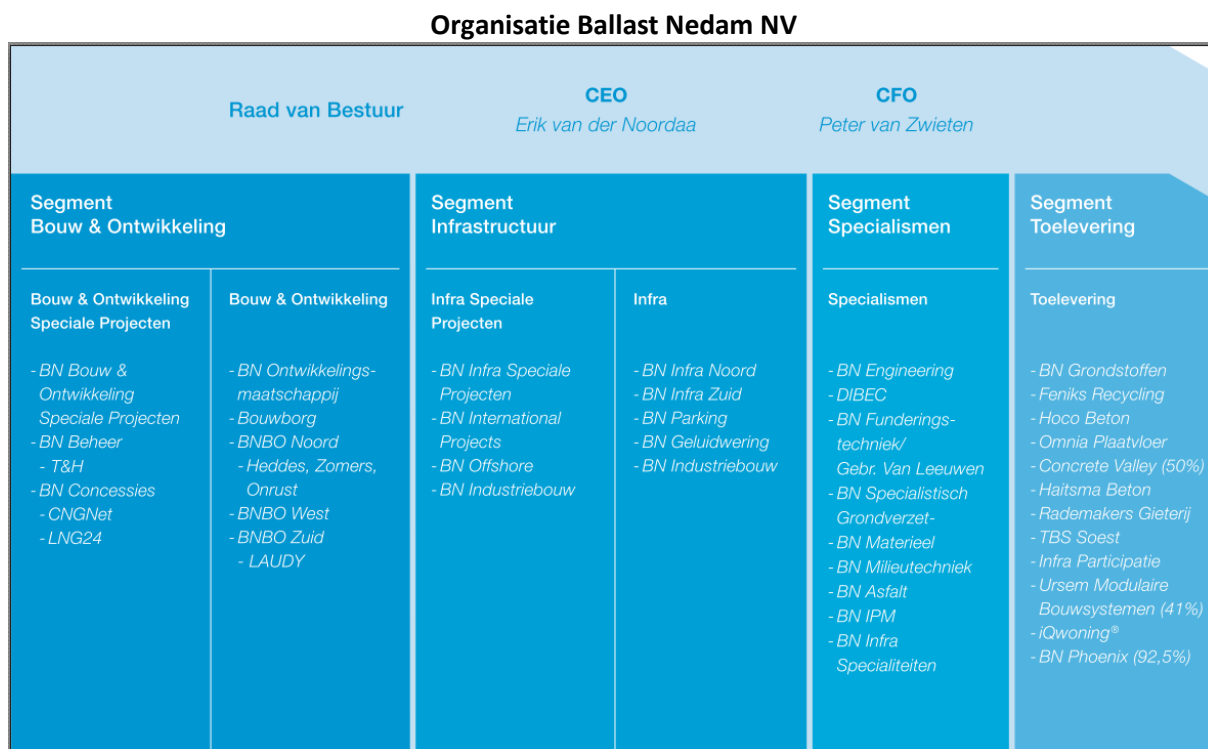 Organisatie Ballast Nedam NV
Raad van Bestuur
CEO
Erik van der Noordaa
CFO
Peter van Zwieten
Segment
Bouw & Ontwikkeling
Bouw & Ontwikkeling
Speciale Projecten
- BN Bouw &
Ontwikkeling
Speciale Projecten
- BN Beheer
- T&H
- BN Concessies
- CNGNet
- LNG24
Bouw & Ontwikkeling
- BN Ontwikkelings-
maatschappij
- Bouwborg
- BNBO Noord
- Heddes, Zomers,
Onrust
- BNBO West
- BNBO Zuid
- LAUDY
Segment
Infrastructuur
Infra Speciale
Projecten
- BN Infra Speciale
Projecten
- BN International
Projects
- BN Offshore
- BN Industriebouw
Infra
- BN Infra Noord
- BN Infra Zuid
- BN Parking
- BN Geluidwering
- BN Industriebouw
Segment
Specialismen
Specialismen
- BN Engineering
- DIBEC
- BN Funderings-
techniek/
Gebr. Van Leeuwen
- BN Specialistisch
Grondverzet-
- BN Materieel
- BN Milieutechniek
- BN Asfalt
- BN IPM
- BN Infra
Specialiteiten
Segment
Toelevering
Toelevering
- BN Grondstoffen
- Feniks Recycling
- Hoco Beton
- Omnia Plaatvloer
- Concrete Valley (50%)
- Haitsma Beton
- Rademakers Gieterij
- TBS Soest
- Infra Participatie
- Ursem Modulaire
Bouwsystemen (41%)
- iQwoning®
- BN Phoenix (92,5%)